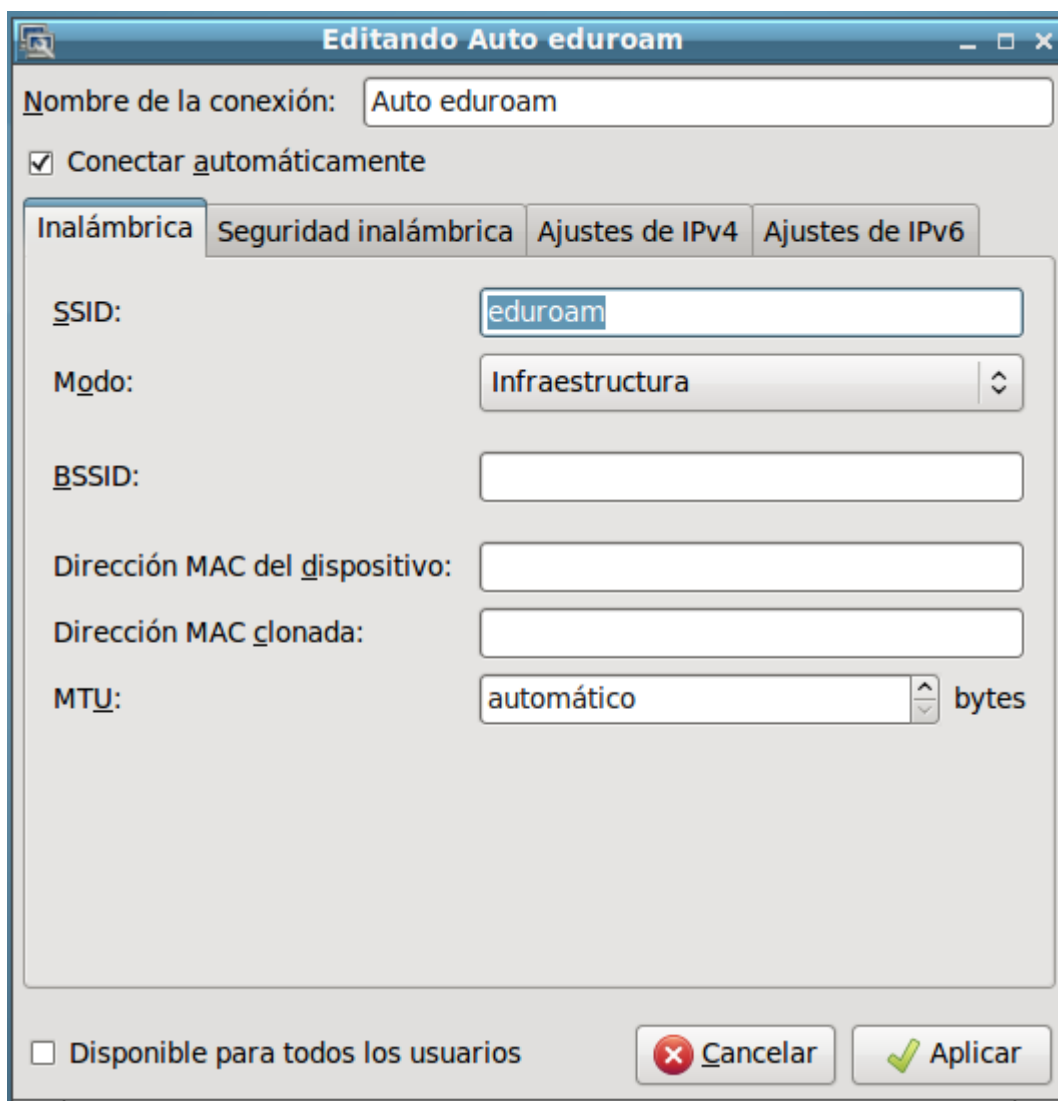 Editando Auto eduroam
Nombre de la conexión: Auto eduroam
Conectar automáticamente
Inalámbrica Seguridad inalámbrica Ajustes de IPv4 Ajustes de IPv6
SSID: eduroam
Modo: Infraestructura
BSSID:
Dirección MAC del dispositivo:
Dirección MAC clonada:
MTU: automático bytes
Disponible para todos los usuarios Cancelar Aplicar